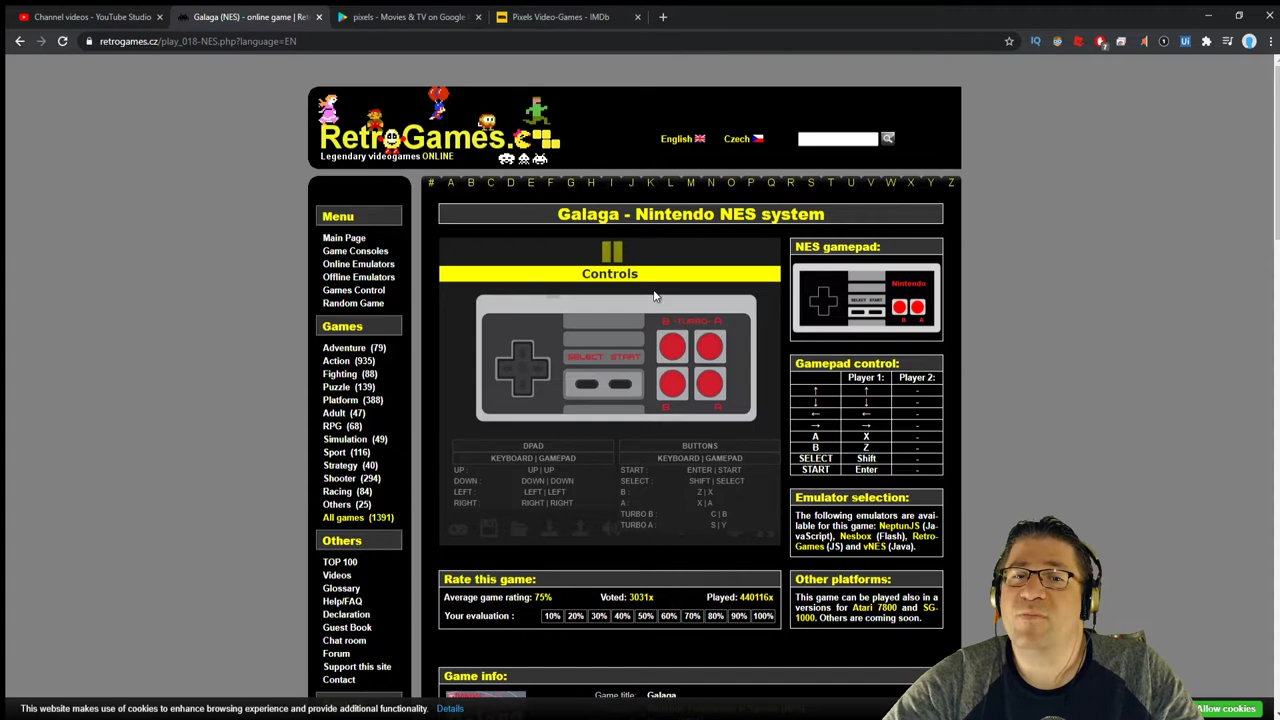 Channel videos - YouTube Studio
Galaga (NES) - online game | Ret
pixels - Movies & TV on Google
Pixels Video-Games - IMDb
retrogames.cz/play_018-NES.php?language=EN
RetroGames.cz
Legendary videogames ONLINE
English
Czech
# A B C D E F G H I J K L M N O P Q R S T U V W X Y Z
Menu
Main Page
Game Consoles
Online Emulators
Offline Emulators
Games Control
Random Game
Games
Adventure (79)
Action (935)
Fighting (88)
Puzzle (139)
Platform (388)
Adult (47)
RPG (68)
Simulation (49)
Sport (116)
Strategy (40)
Shooter (294)
Racing (84)
Others (25)
All games (1391)
Others
TOP 100
Videos
Glossary
Help/FAQ
Declaration
Guest Book
Chat room
Forum
Support this site
Contact
Galaga - Nintendo NES system
Controls
B -TURBO- A
SELECT START
B A
DPAD
KEYBOARD | GAMEPAD
UP : UP | UP
DOWN : DOWN | DOWN
LEFT : LEFT | LEFT
RIGHT : RIGHT | RIGHT
BUTTONS
KEYBOARD | GAMEPAD
START : ENTER | START
SELECT : SHIFT | SELECT
B : Z | X
A : X | A
TURBO B : C | B
TURBO A : S | Y
Rate this game:
Average game rating: 75% Voted: 3031x Played: 440116x
Your evaluation : 10% 20% 30% 40% 50% 60% 70% 80% 90% 100%
Game info:
Game title: Galaga
NES gamepad:
Nintendo
SELECT START
B A
Gamepad control:
Player 1: Player 2:
↑ ↑ -
↓ ↓ -
← ← -
→ → -
A X -
B Z -
SELECT Shift -
START Enter -
Emulator selection:
The following emulators are avai-
lable for this game: NeptunJS (Ja-
vaScript), Nesbox (Flash), Retro-
Games (JS) and vNES (Java).
Other platforms:
This game can be played also in a
versions for Atari 7800 and SG-
1000. Others are coming soon.
This website makes use of cookies to enhance browsing experience and provide additional functionality. Details
Allow cookies